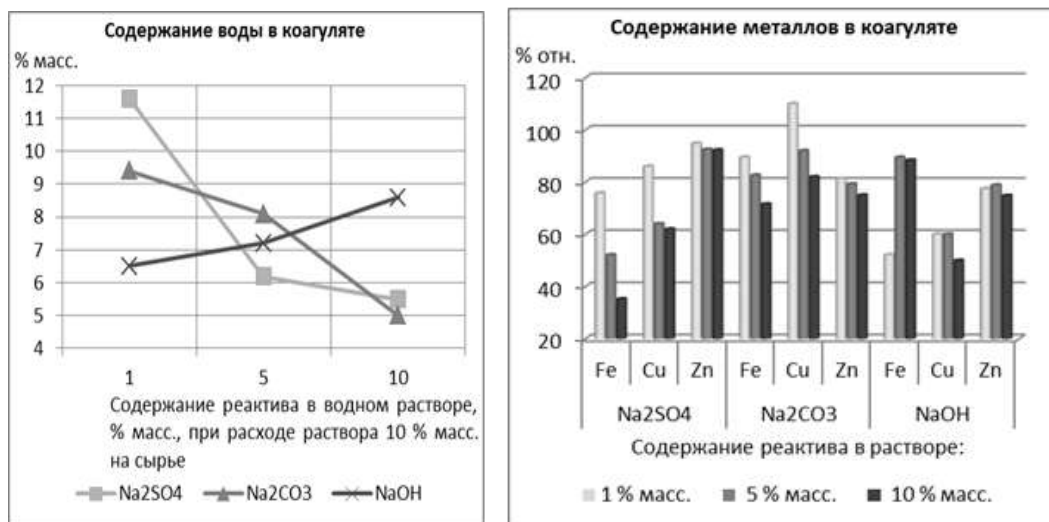 Содержание воды в коагуляте
% масс.
12
11
10
9
8
7
6
5
4
1 5 10
Содержание реактива в водном растворе,
% масс., при расходе раствора 10 % масс.
на сырье
Na2SO4 Na2CO3 NaOH
Содержание металлов в коагуляте
% отн.
120
100
80
60
40
20
Fe Cu Zn Fe Cu Zn Fe Cu Zn
Na2SO4 Na2CO3 NaOH
Содержание реактива в растворе:
1 % масс. 5 % масс. 10 % масс.